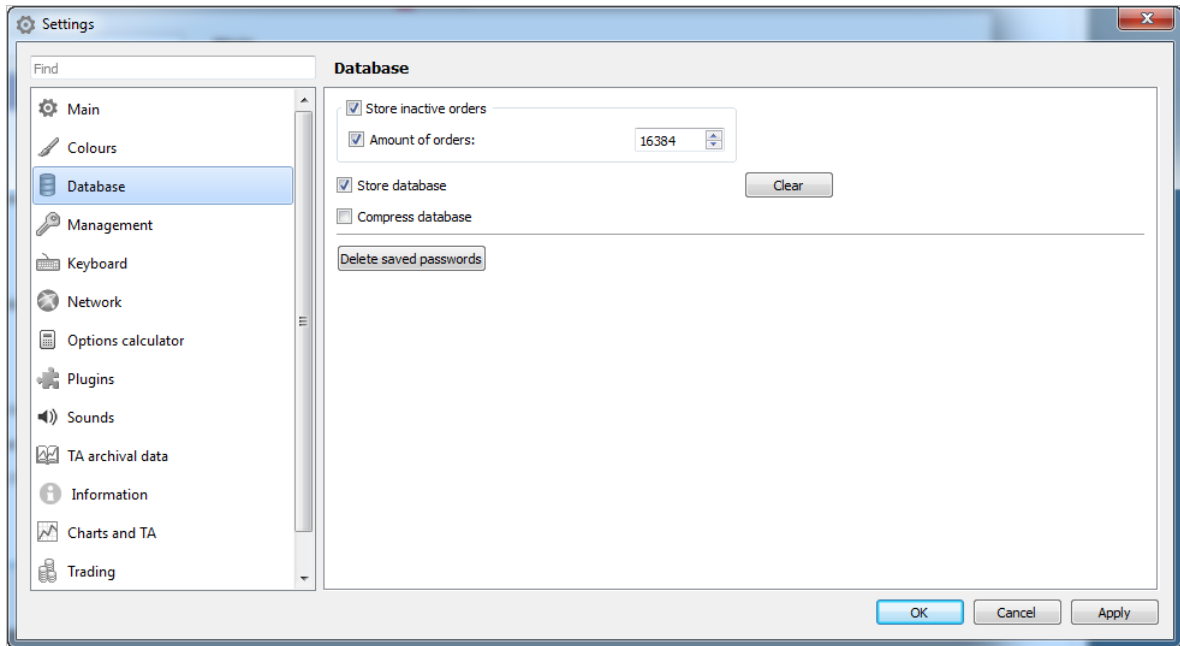 Settings
Find
Main
Colours
Database
Management
Keyboard
Network
Options calculator
Plugins
Sounds
TA archival data
Information
Charts and TA
Trading
Database
Store inactive orders
Amount of orders: 16384
Store database Clear
Compress database
Delete saved passwords
OK Cancel Apply